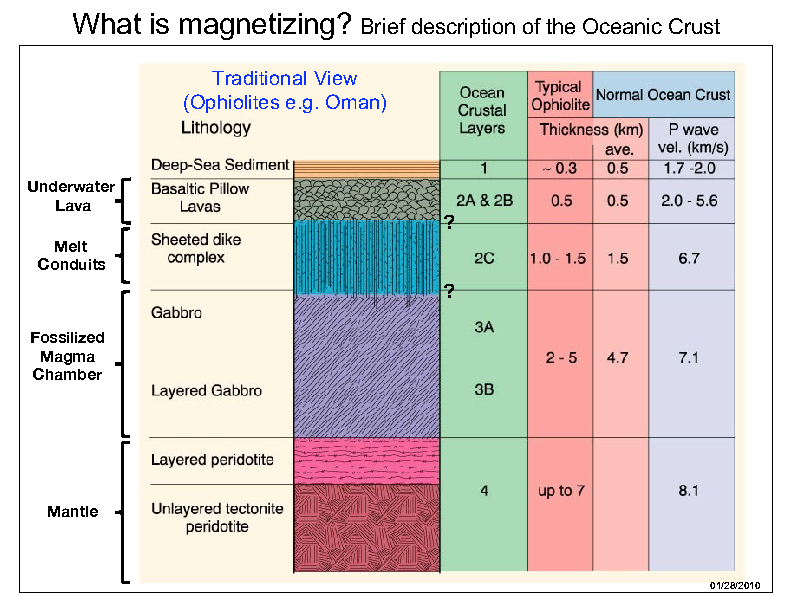 What is magnetizing? Brief description of the Oceanic Crust
Traditional View
(Ophiolites e.g. Oman)
Lithology
Ocean
Crustal
Layers
Typical
Ophiolite
Normal Ocean Crust
Thickness (km)
ave.
P wave
vel. (km/s)
Deep-Sea Sediment
1
~ 0.3
0.5
1.7 -2.0
Underwater
Lava
Basaltic Pillow
Lavas
2A & 2B
0.5
0.5
2.0 - 5.6
?
Melt
Conduits
Sheeted dike
complex
2C
1.0 - 1.5
1.5
6.7
?
Fossilized
Magma
Chamber
Gabbro
3A
2 - 5
4.7
7.1
Layered Gabbro
3B
Mantle
Layered peridotite
4
up to 7
8.1
Unlayered tectonite
peridotite
01/28/2010